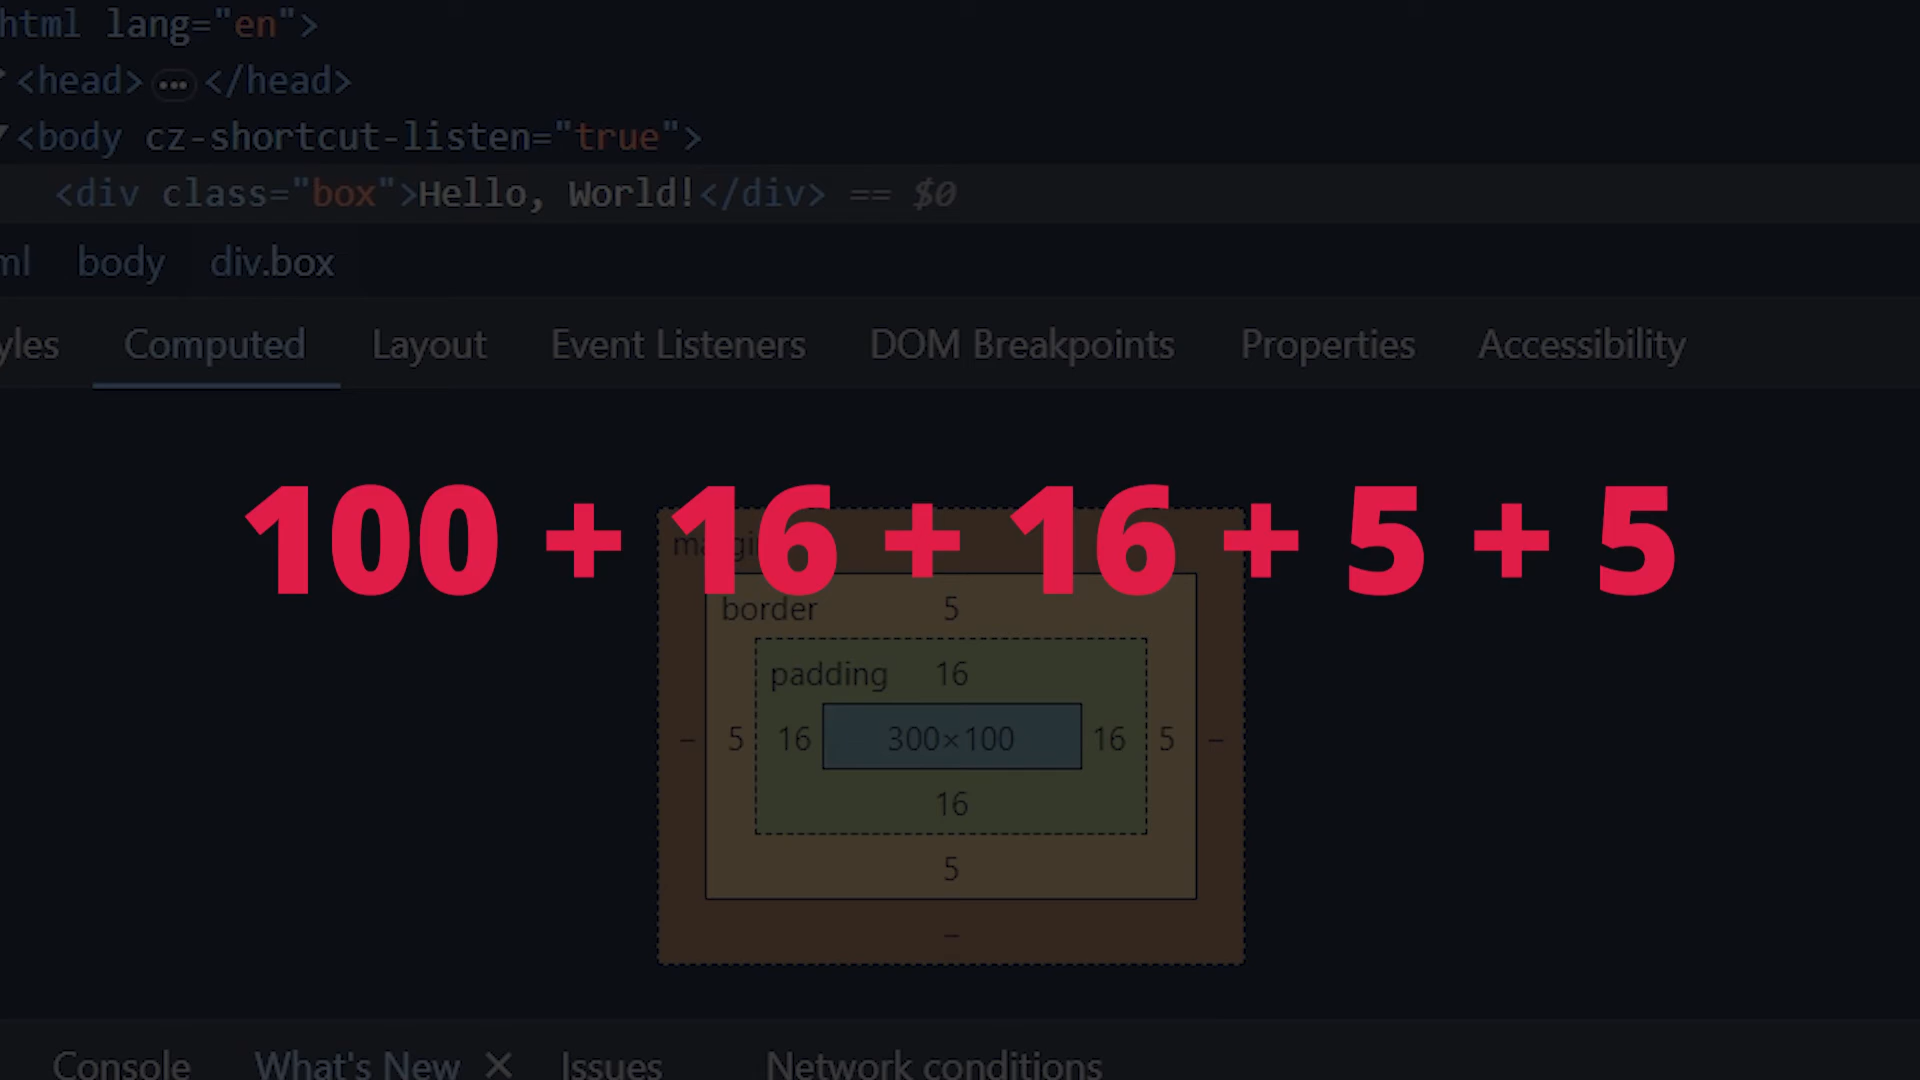 html lang="en">
<head> ••• </head>
<body cz-shortcut-listen="true">
<div class="box">Hello, World!</div> == $0
ml body div.box
yles Computed Layout Event Listeners DOM Breakpoints Properties Accessibility
100 + 16 + 16 + 5 + 5
margin
border 5
padding 16
– 5 16 300×100 16 5 –
16
5
–
Console What's New × Issues Network conditions